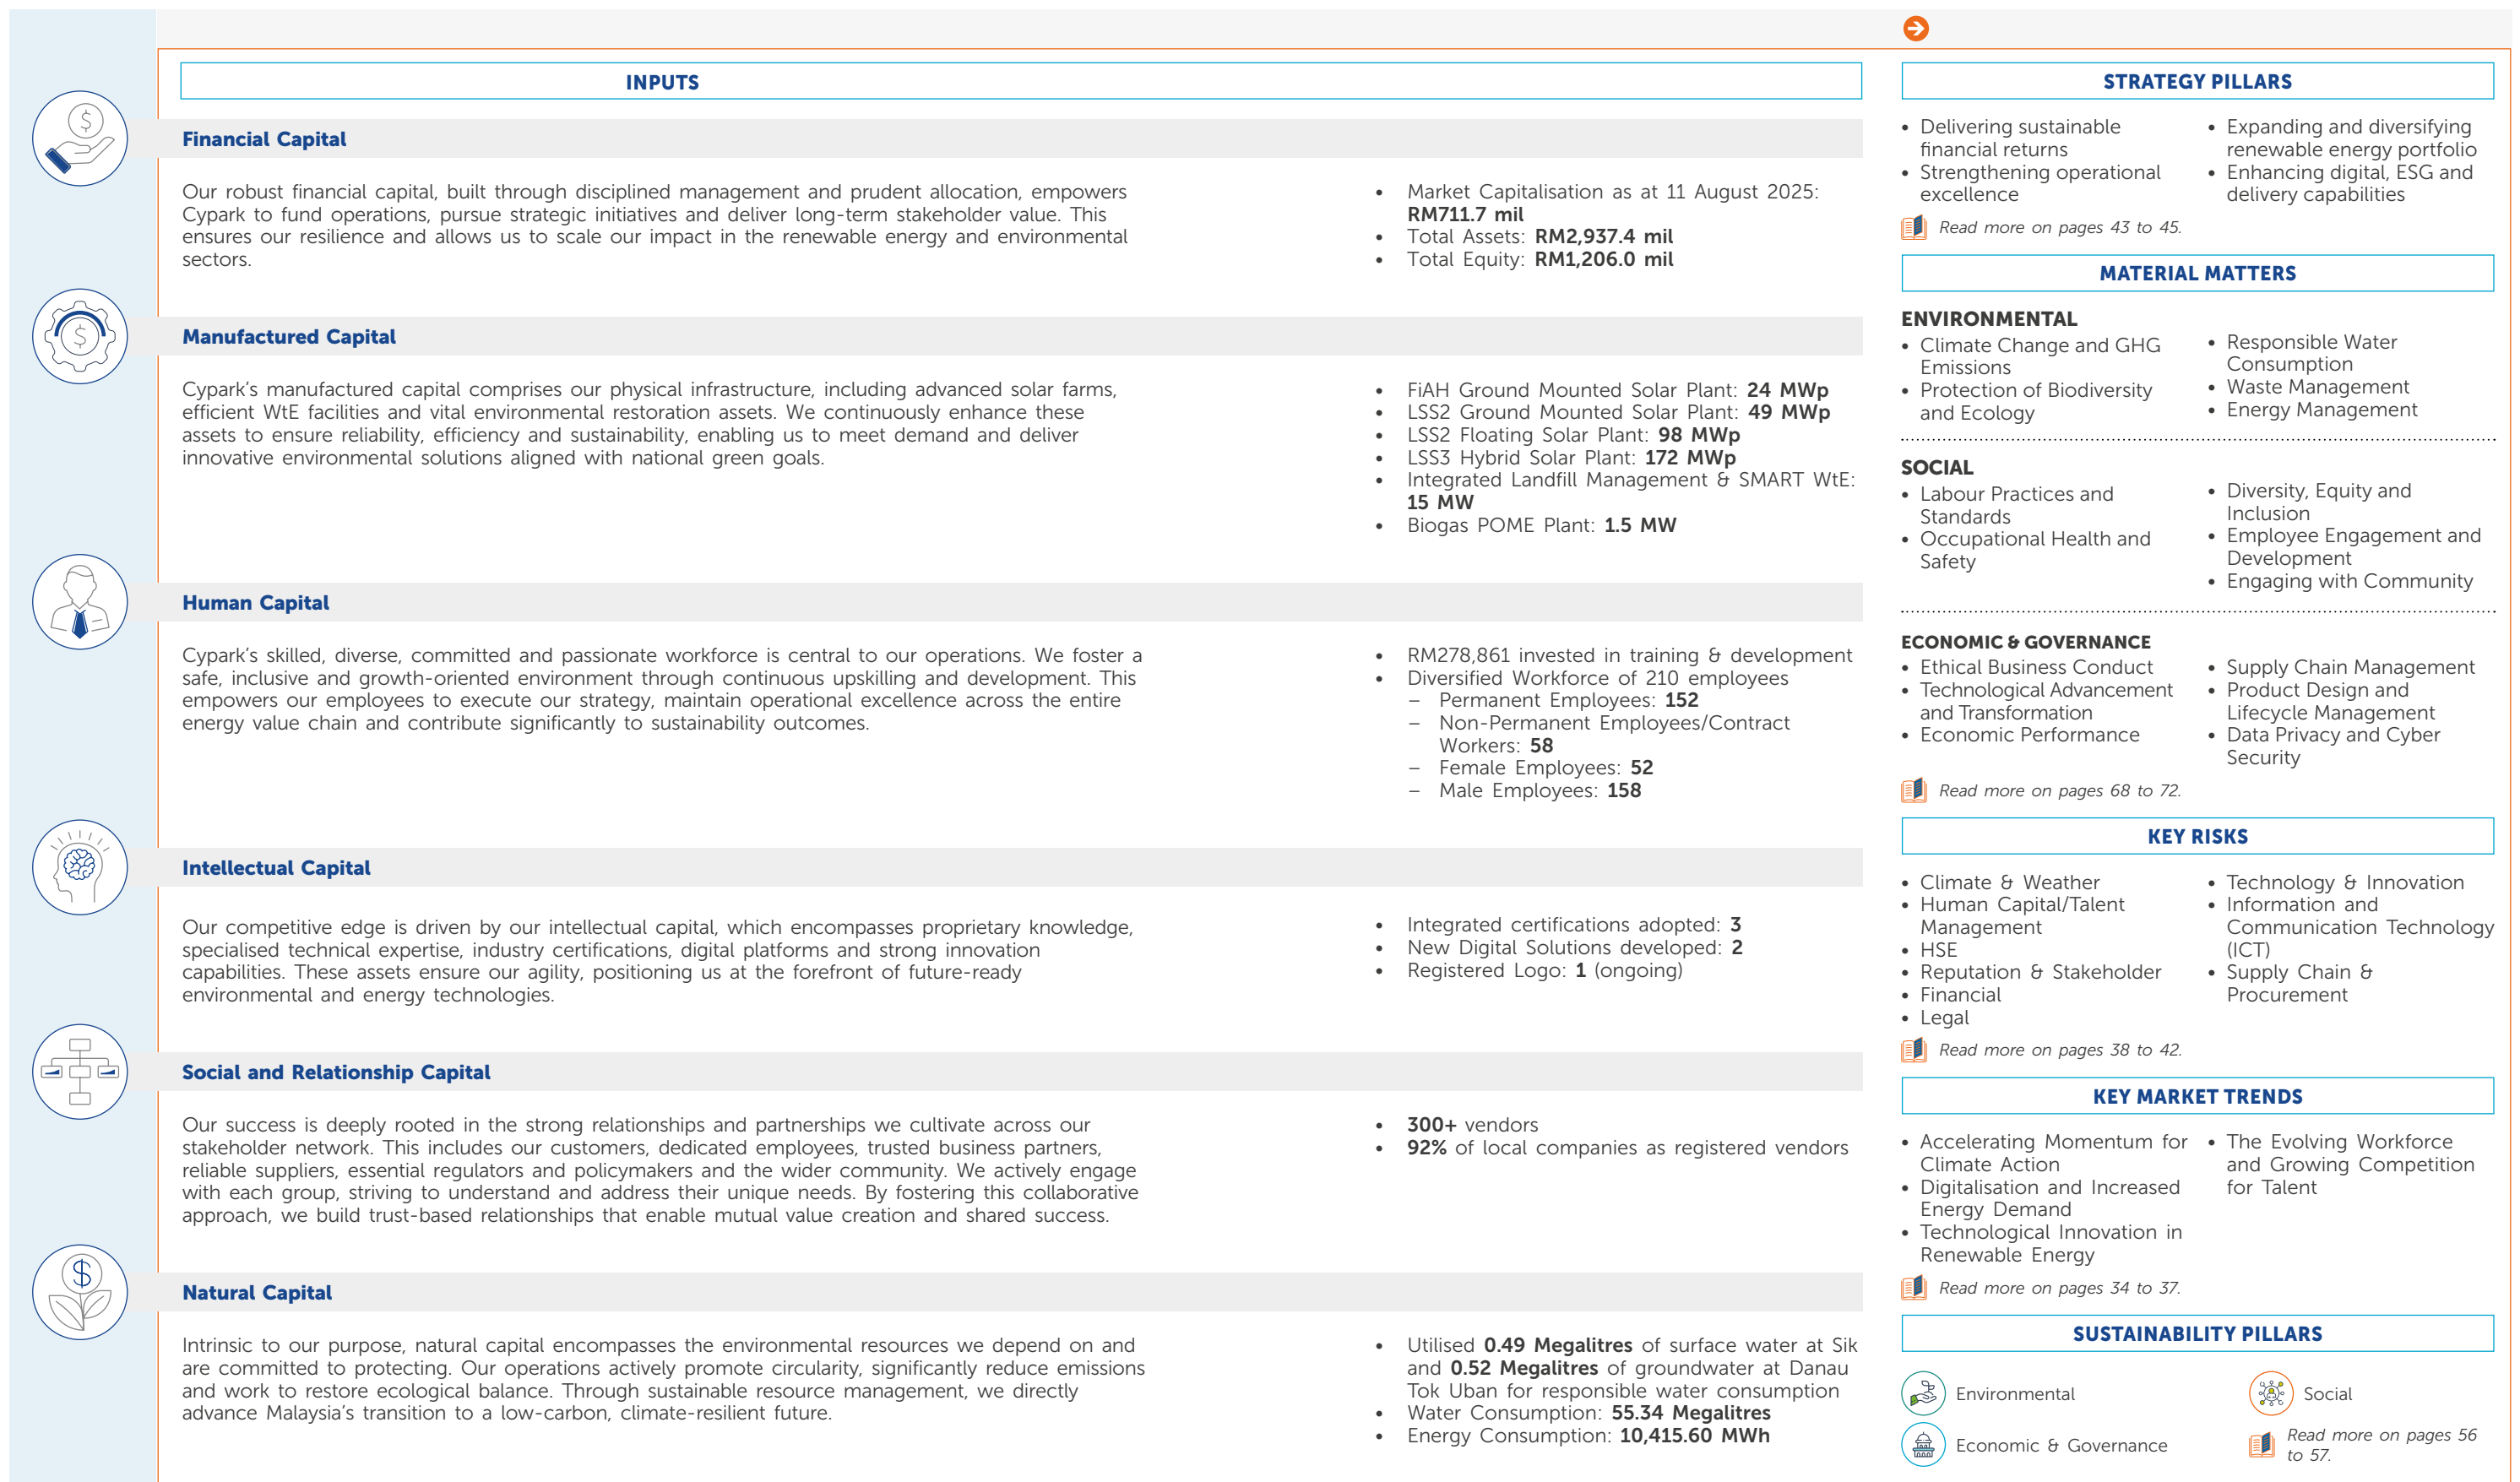 INPUTS
Financial Capital
Our robust financial capital, built through disciplined management and prudent allocation, empowers
Cypark to fund operations, pursue strategic initiatives and deliver long-term stakeholder value. This
ensures our resilience and allows us to scale our impact in the renewable energy and environmental
sectors.
• Market Capitalisation as at 11 August 2025:
RM711.7 mil
• Total Assets: RM2,937.4 mil
• Total Equity: RM1,206.0 mil
Manufactured Capital
Cypark’s manufactured capital comprises our physical infrastructure, including advanced solar farms,
efficient WtE facilities and vital environmental restoration assets. We continuously enhance these
assets to ensure reliability, efficiency and sustainability, enabling us to meet demand and deliver
innovative environmental solutions aligned with national green goals.
• FiAH Ground Mounted Solar Plant: 24 MWp
• LSS2 Ground Mounted Solar Plant: 49 MWp
• LSS2 Floating Solar Plant: 98 MWp
• LSS3 Hybrid Solar Plant: 172 MWp
• Integrated Landfill Management & SMART WtE:
15 MW
• Biogas POME Plant: 1.5 MW
Human Capital
Cypark’s skilled, diverse, committed and passionate workforce is central to our operations. We foster a
safe, inclusive and growth-oriented environment through continuous upskilling and development. This
empowers our employees to execute our strategy, maintain operational excellence across the entire
energy value chain and contribute significantly to sustainability outcomes.
• RM278,861 invested in training & development
• Diversified Workforce of 210 employees
– Permanent Employees: 152
– Non-Permanent Employees/Contract
Workers: 58
– Female Employees: 52
– Male Employees: 158
Intellectual Capital
Our competitive edge is driven by our intellectual capital, which encompasses proprietary knowledge,
specialised technical expertise, industry certifications, digital platforms and strong innovation
capabilities. These assets ensure our agility, positioning us at the forefront of future-ready
environmental and energy technologies.
• Integrated certifications adopted: 3
• New Digital Solutions developed: 2
• Registered Logo: 1 (ongoing)
Social and Relationship Capital
Our success is deeply rooted in the strong relationships and partnerships we cultivate across our
stakeholder network. This includes our customers, dedicated employees, trusted business partners,
reliable suppliers, essential regulators and policymakers and the wider community. We actively engage
with each group, striving to understand and address their unique needs. By fostering this collaborative
approach, we build trust-based relationships that enable mutual value creation and shared success.
• 300+ vendors
• 92% of local companies as registered vendors
Natural Capital
Intrinsic to our purpose, natural capital encompasses the environmental resources we depend on and
are committed to protecting. Our operations actively promote circularity, significantly reduce emissions
and work to restore ecological balance. Through sustainable resource management, we directly
advance Malaysia’s transition to a low-carbon, climate-resilient future.
• Utilised 0.49 Megalitres of surface water at Sik
and 0.52 Megalitres of groundwater at Danau
Tok Uban for responsible water consumption
• Water Consumption: 55.34 Megalitres
• Energy Consumption: 10,415.60 MWh
STRATEGY PILLARS
• Delivering sustainable
financial returns
• Strengthening operational
excellence
• Expanding and diversifying
renewable energy portfolio
• Enhancing digital, ESG and
delivery capabilities
Read more on pages 43 to 45.
MATERIAL MATTERS
ENVIRONMENTAL
• Climate Change and GHG
Emissions
• Protection of Biodiversity
and Ecology
• Responsible Water
Consumption
• Waste Management
• Energy Management
SOCIAL
• Labour Practices and
Standards
• Occupational Health and
Safety
• Diversity, Equity and
Inclusion
• Employee Engagement and
Development
• Engaging with Community
ECONOMIC & GOVERNANCE
• Ethical Business Conduct
• Technological Advancement
and Transformation
• Economic Performance
• Supply Chain Management
• Product Design and
Lifecycle Management
• Data Privacy and Cyber
Security
Read more on pages 68 to 72.
KEY RISKS
• Climate & Weather
• Human Capital/Talent
Management
• HSE
• Reputation & Stakeholder
• Financial
• Legal
• Technology & Innovation
• Information and
Communication Technology
(ICT)
• Supply Chain &
Procurement
Read more on pages 38 to 42.
KEY MARKET TRENDS
• Accelerating Momentum for
Climate Action
• Digitalisation and Increased
Energy Demand
• Technological Innovation in
Renewable Energy
• The Evolving Workforce
and Growing Competition
for Talent
Read more on pages 34 to 37.
SUSTAINABILITY PILLARS
Environmental
Social
Economic & Governance
Read more on pages 56
to 57.